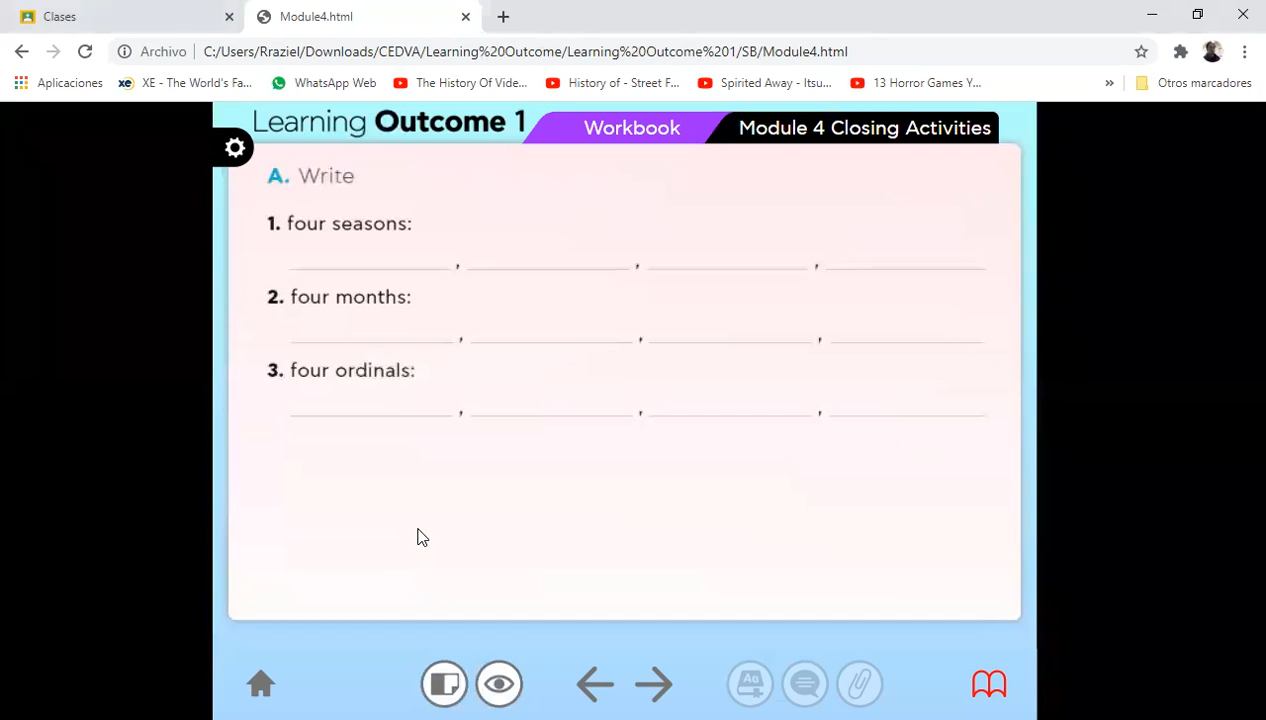 Clases
Module4.html
Archivo C:/Users/Rraziel/Downloads/CEDVA/Learning%20Outcome/Learning%20Outcome%201/SB/Module4.html
Aplicaciones XE - The World's Fa... WhatsApp Web The History Of Vide... History of - Street F... Spirited Away - Itsu... 13 Horror Games Y... » Otros marcadores
Learning Outcome 1 Workbook Module 4 Closing Activities
A. Write
1. four seasons:
, , ,
2. four months:
, , ,
3. four ordinals:
, , ,
Aa